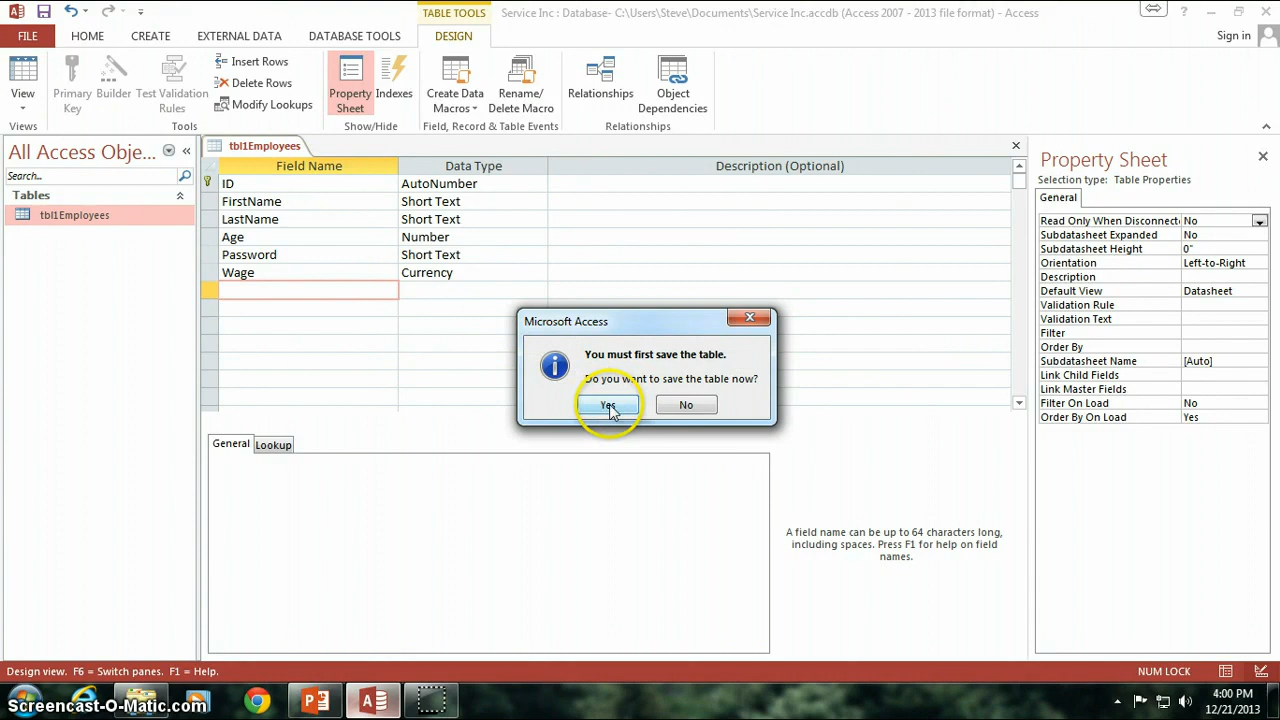 TABLE TOOLS
Service Inc : Database- C:\Users\Steve\Documents\Service Inc.accdb (Access 2007 - 2013 file format) - Access
FILE HOME CREATE EXTERNAL DATA DATABASE TOOLS DESIGN Sign in
View
Primary Key
Builder
Test Validation Rules
Insert Rows
Delete Rows
Modify Lookups
Property Sheet
Indexes
Create Data Macros
Rename/ Delete Macro
Relationships
Object Dependencies
Views Tools Show/Hide Field, Record & Table Events Relationships
All Access Obje...
Search...
Tables
tbl1Employees
tbl1Employees
Field Name Data Type Description (Optional)
ID AutoNumber
FirstName Short Text
LastName Short Text
Age Number
Password Short Text
Wage Currency
Microsoft Access
You must first save the table.
Do you want to save the table now?
Yes No
General Lookup
A field name can be up to 64 characters long,
including spaces. Press F1 for help on field
names.
Property Sheet
Selection type: Table Properties
General
Read Only When Disconnecte No
Subdatasheet Expanded No
Subdatasheet Height 0"
Orientation Left-to-Right
Description
Default View Datasheet
Validation Rule
Validation Text
Filter
Order By
Subdatasheet Name [Auto]
Link Child Fields
Link Master Fields
Filter On Load No
Order By On Load Yes
Design view. F6 = Switch panes. F1 = Help. NUM LOCK
Screencast-O-Matic.com
4:00 PM
12/21/2013